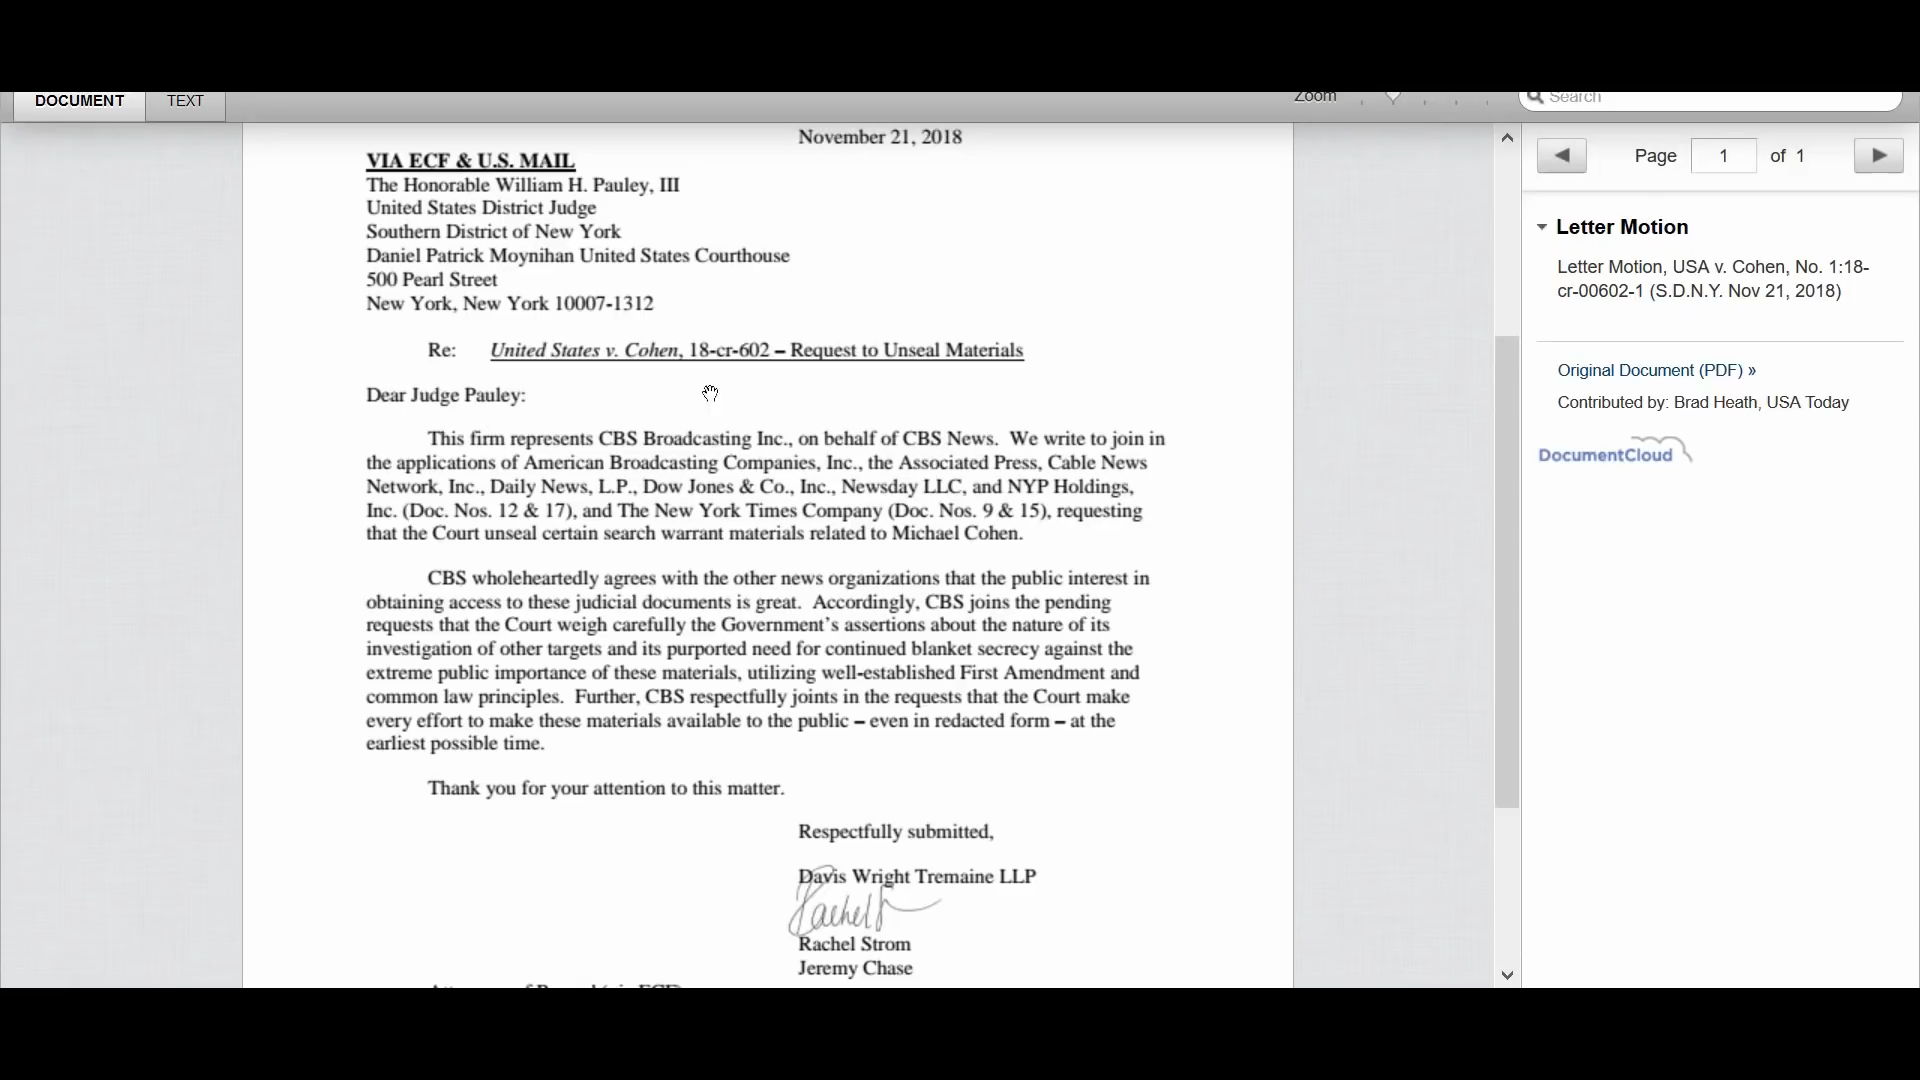 DOCUMENT TEXT Zoom Search
November 21, 2018
VIA ECF & U.S. MAIL
The Honorable William H. Pauley, III
United States District Judge
Southern District of New York
Daniel Patrick Moynihan United States Courthouse
500 Pearl Street
New York, New York 10007-1312
Re: United States v. Cohen, 18-cr-602 – Request to Unseal Materials
Dear Judge Pauley:
This firm represents CBS Broadcasting Inc., on behalf of CBS News. We write to join in
the applications of American Broadcasting Companies, Inc., the Associated Press, Cable News
Network, Inc., Daily News, L.P., Dow Jones & Co., Inc., Newsday LLC, and NYP Holdings,
Inc. (Doc. Nos. 12 & 17), and The New York Times Company (Doc. Nos. 9 & 15), requesting
that the Court unseal certain search warrant materials related to Michael Cohen.
CBS wholeheartedly agrees with the other news organizations that the public interest in
obtaining access to these judicial documents is great. Accordingly, CBS joins the pending
requests that the Court weigh carefully the Government's assertions about the nature of its
investigation of other targets and its purported need for continued blanket secrecy against the
extreme public importance of these materials, utilizing well-established First Amendment and
common law principles. Further, CBS respectfully joints in the requests that the Court make
every effort to make these materials available to the public – even in redacted form – at the
earliest possible time.
Thank you for your attention to this matter.
Respectfully submitted,
Davis Wright Tremaine LLP
Rachel Strom
Jeremy Chase
Page 1 of 1
Letter Motion
Letter Motion, USA v. Cohen, No. 1:18-
cr-00602-1 (S.D.N.Y. Nov 21, 2018)
Original Document (PDF) »
Contributed by: Brad Heath, USA Today
DocumentCloud